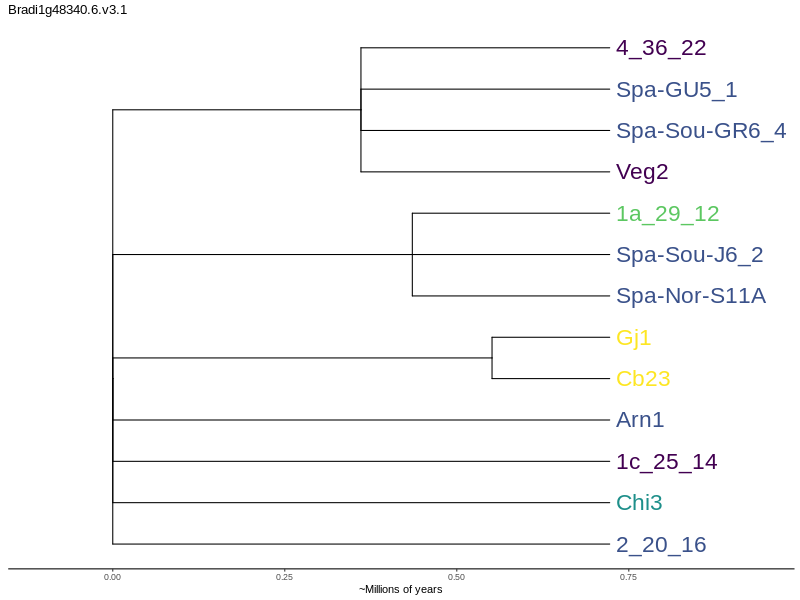 Bradi1g48340.6.v3.1
4_36_22
Spa-GU5_1
Spa-Sou-GR6_4
Veg2
1a_29_12
Spa-Sou-J6_2
Spa-Nor-S11A
Gj1
Cb23
Arn1
1c_25_14
Chi3
2_20_16
0.00 0.25 0.50 0.75
~Millions of years